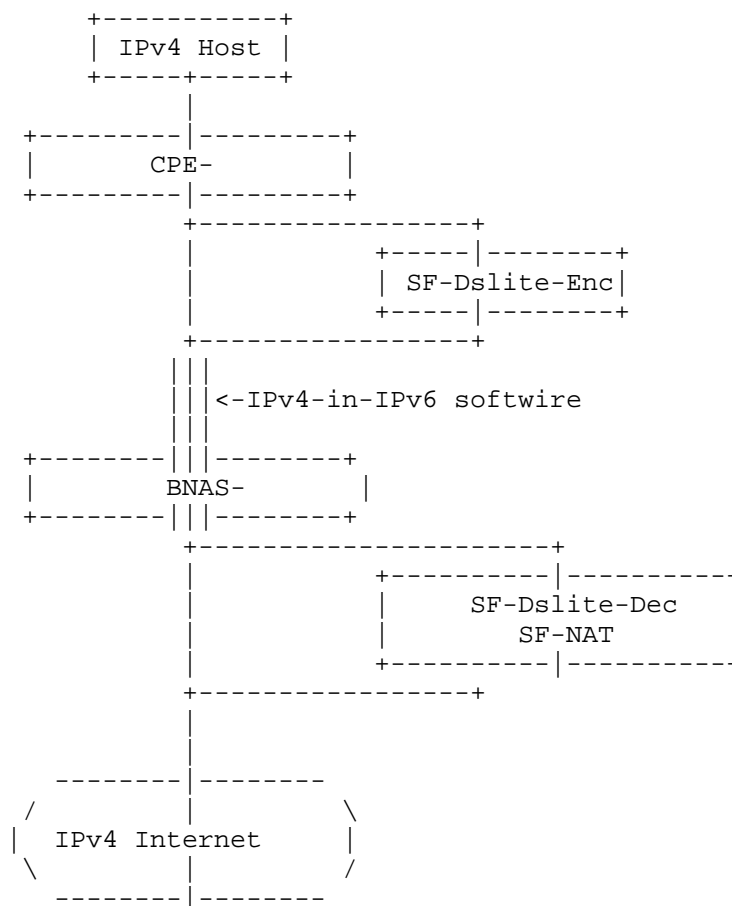 IPv4 Host
CPE-
SF-Dslite-Enc
<-IPv4-in-IPv6 softwire
BNAS-
SF-Dslite-Dec
SF-NAT
IPv4 Internet